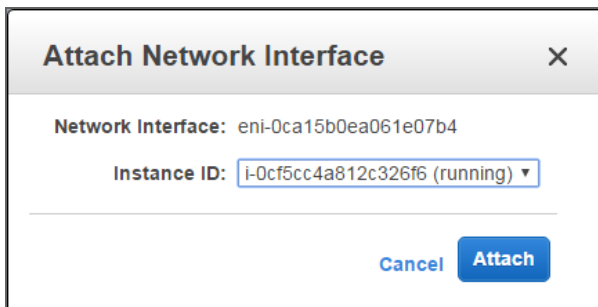 Attach Network Interface
Network Interface: eni-0ca15b0ea061e07b4
Instance ID: i-0cf5cc4a812c326f6 (running)
Cancel Attach